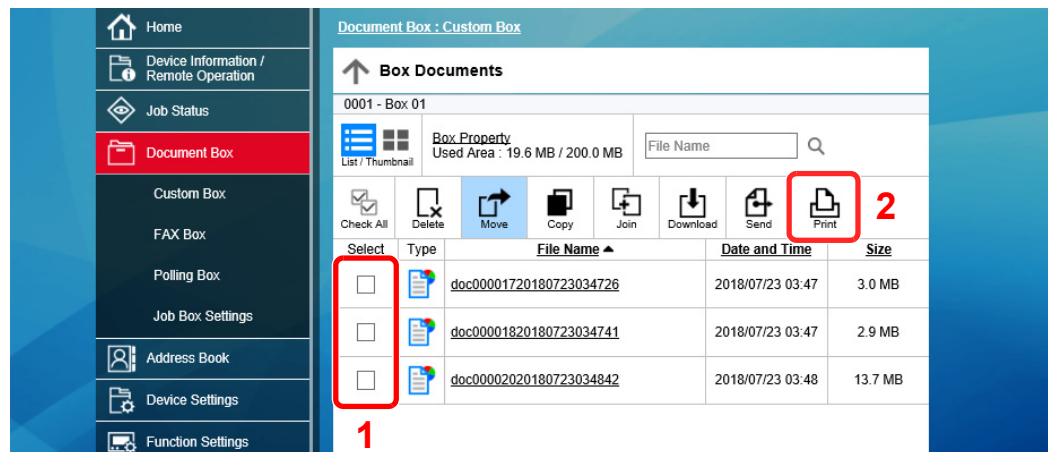 Home
Device Information /
Remote Operation
Job Status
Document Box
Custom Box
FAX Box
Polling Box
Job Box Settings
Address Book
Device Settings
Function Settings
Document Box : Custom Box
Box Documents
0001 - Box 01
List / Thumbnail
Box Property
Used Area : 19.6 MB / 200.0 MB
File Name
Check All Delete Move Copy Join Download Send Print 2
Select Type File Name Date and Time Size
doc00001720180723034726 2018/07/23 03:47 3.0 MB
doc00001820180723034741 2018/07/23 03:47 2.9 MB
doc00002020180723034842 2018/07/23 03:48 13.7 MB
1